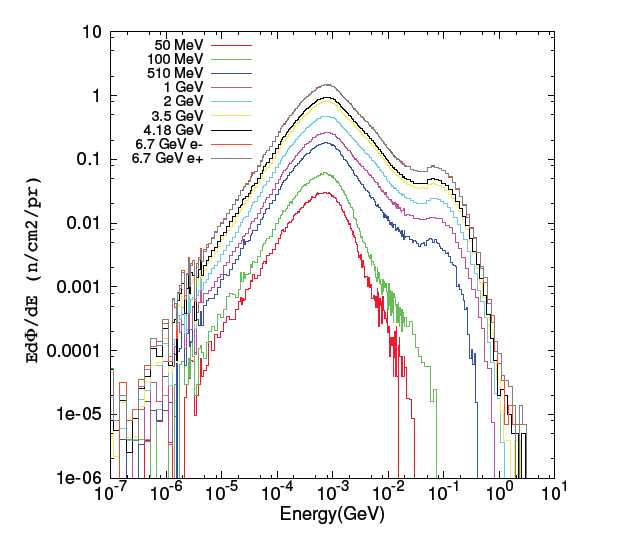 10
1
0.1
0.01
0.001
0.0001
1e-05
1e-06
EdΦ/dE (n/cm2/pr)
50 MeV
100 MeV
510 MeV
1 GeV
2 GeV
3.5 GeV
4.18 GeV
6.7 GeV e-
6.7 GeV e+
10^-7 10^-6 10^-5 10^-4 10^-3 10^-2 10^-1 10^0 10^1
Energy(GeV)